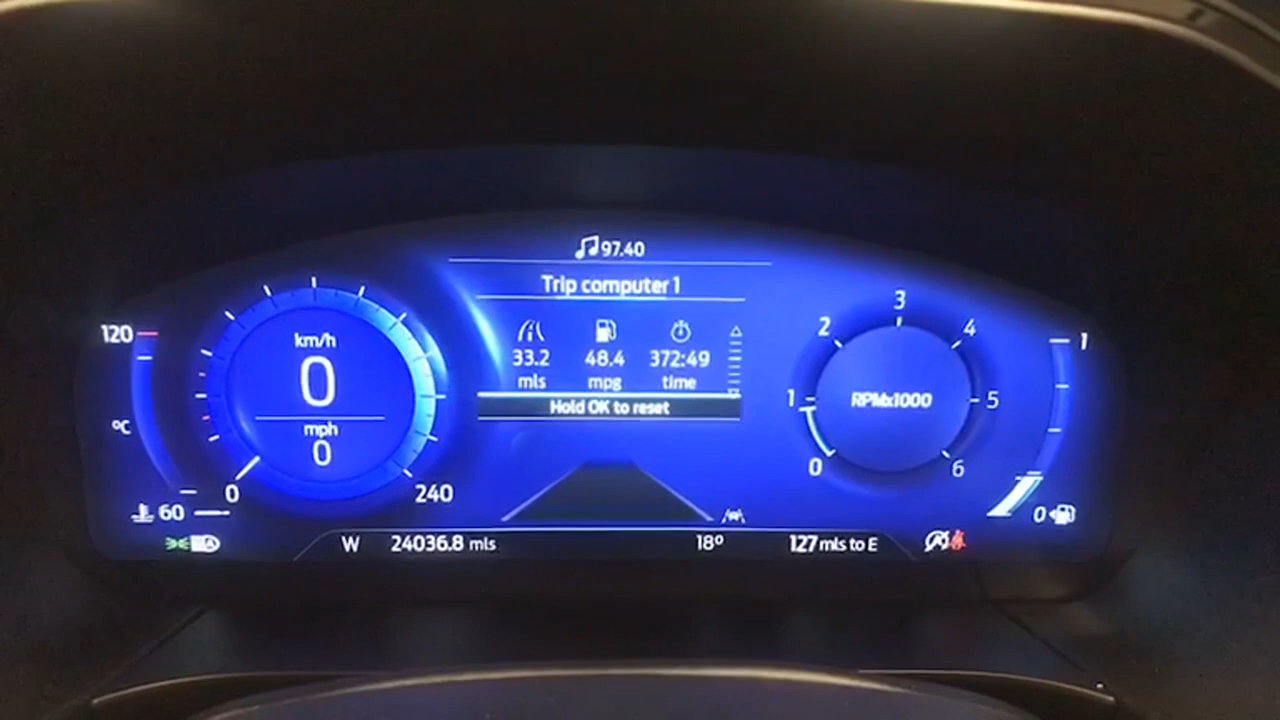 97.40
Trip computer 1
33.2 48.4 372:49
mls mpg time
Hold OK to reset
120
°C
60
km/h
0
mph
0
0 240
0 1 2 3 4 5 6
RPMx1000
1
0
W 24036.8 mls 18° 127 mls to E